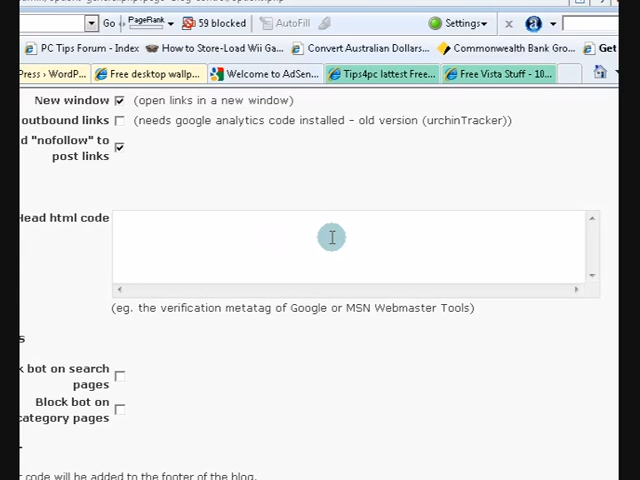 Go PageRank 59 blocked AutoFill Settings
PC Tips Forum - Index How to Store-Load Wii Ga... Convert Australian Dollars... Commonwealth Bank Gro... Get
Press › WordP... Free desktop wallp... Welcome to AdSen... Tips4pc lattest Free... Free Vista Stuff - 10...
New window (open links in a new window)
outbound links (needs google analytics code installed - old version (urchinTracker))
d "nofollow" to
post links
Head html code
(eg. the verification metatag of Google or MSN Webmaster Tools)
s
k bot on search
pages
Block bot on
category pages
r code will be added to the footer of the blog.